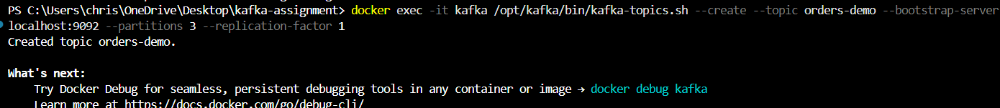 PS C:\Users\chris\OneDrive\Desktop\kafka-assignment> docker exec -it kafka /opt/kafka/bin/kafka-topics.sh --create --topic orders-demo --bootstrap-server
localhost:9092 --partitions 3 --replication-factor 1
Created topic orders-demo.
What's next:
Try Docker Debug for seamless, persistent debugging tools in any container or image → docker debug kafka
Learn more at https://docs.docker.com/go/debug-cli/